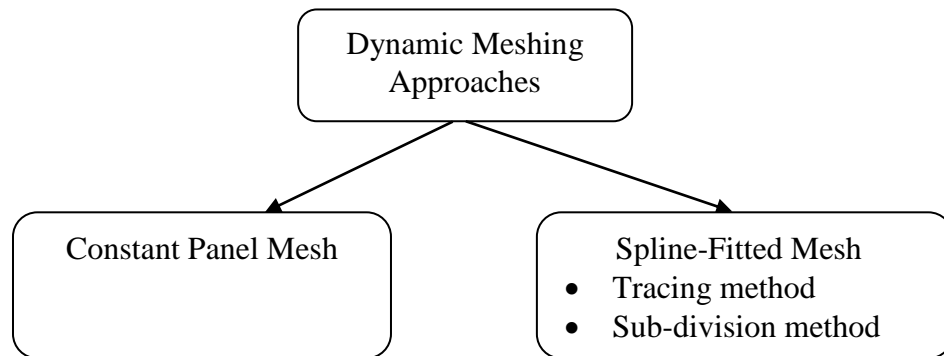 Dynamic Meshing
Approaches
Constant Panel Mesh
Spline-Fitted Mesh
• Tracing method
• Sub-division method